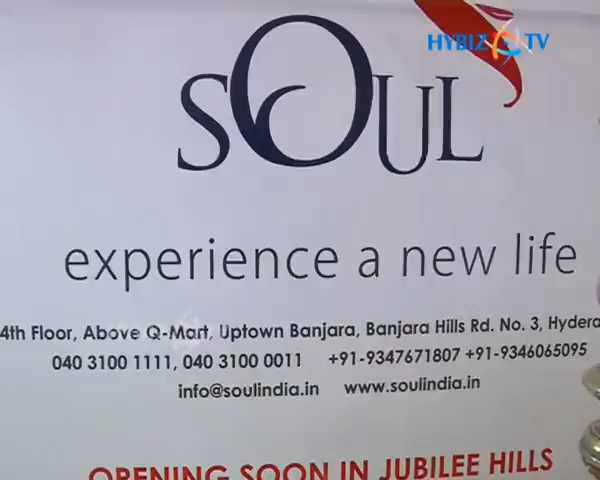 HYBIZ TV
SOUL
experience a new life
4th Floor, Above Q-Mart, Uptown Banjara, Banjara Hills Rd. No. 3, Hydera
040 3100 1111, 040 3100 0011 +91-9347671807 +91-9346065095
info@soulindia.in www.soulindia.in
OPENING SOON IN JUBILEE HILLS